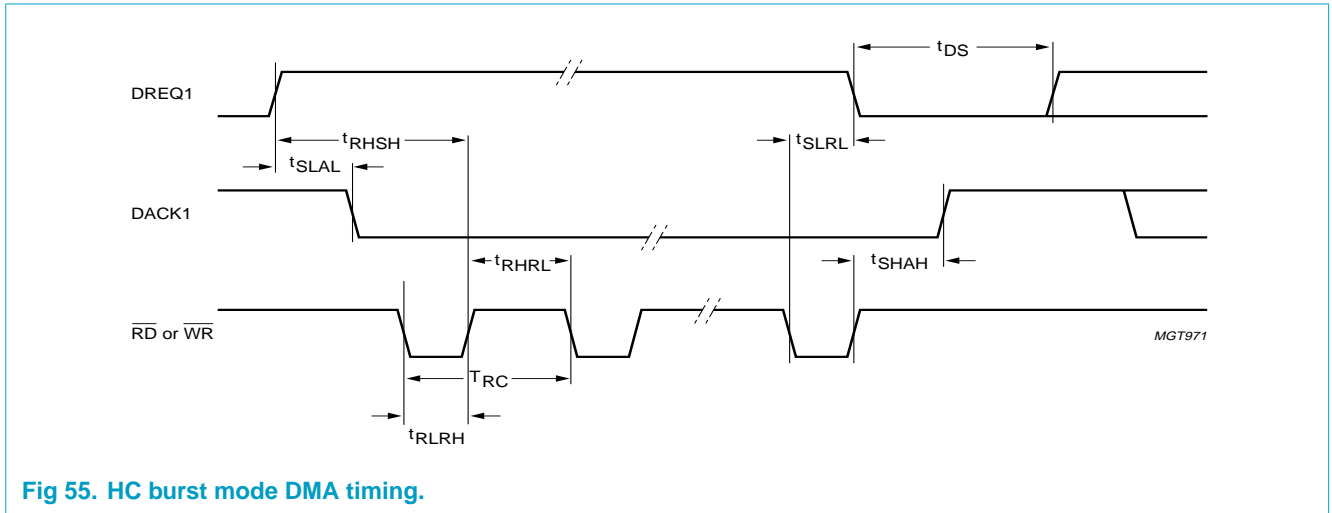 tDS
DREQ1
tRHSH
tSLRL
tSLAL
DACK1
tRHRL
tSHAH
RD or WR
MGT971
TRC
tRLRH
Fig 55. HC burst mode DMA timing.